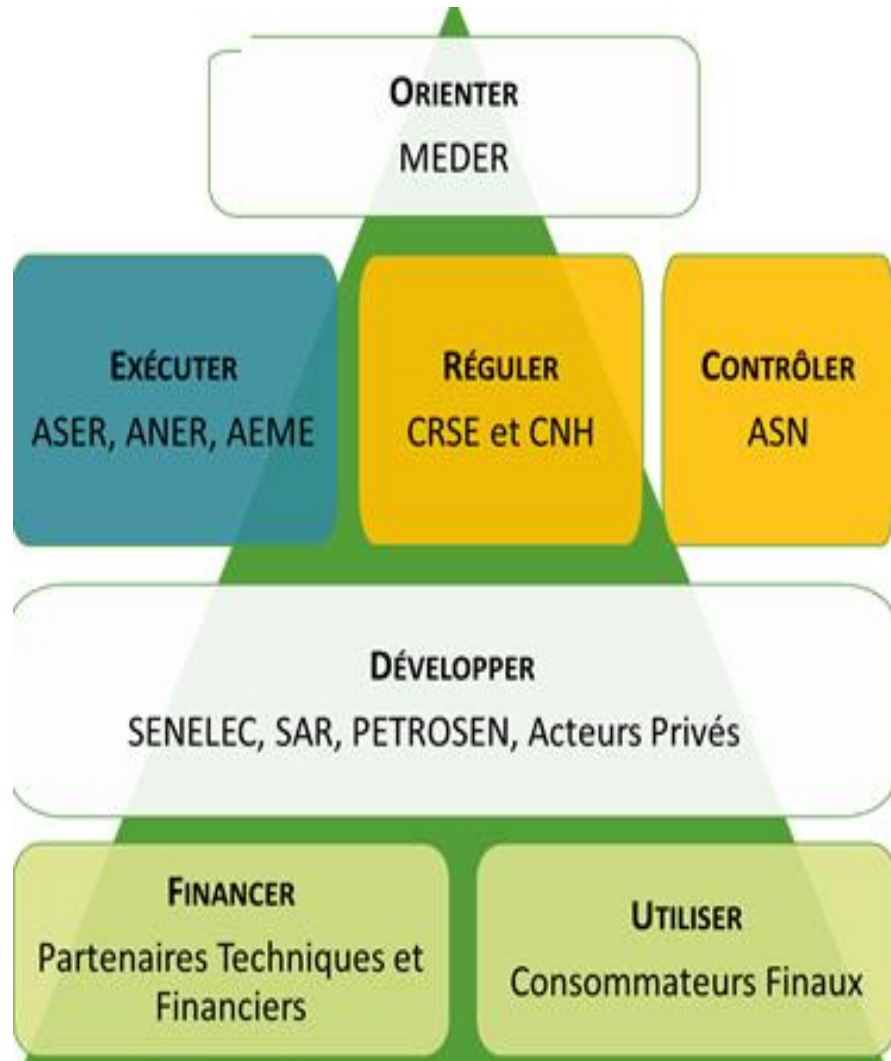 ORIENTER
MEDER
EXÉCUTER
ASER, ANER, AEME
RÉGULER
CRSE et CNH
CONTRÔLER
ASN
DÉVELOPPER
SENELEC, SAR, PETROSEN, Acteurs Privés
FINANCER
Partenaires Techniques et
Financiers
UTILISER
Consommateurs Finaux